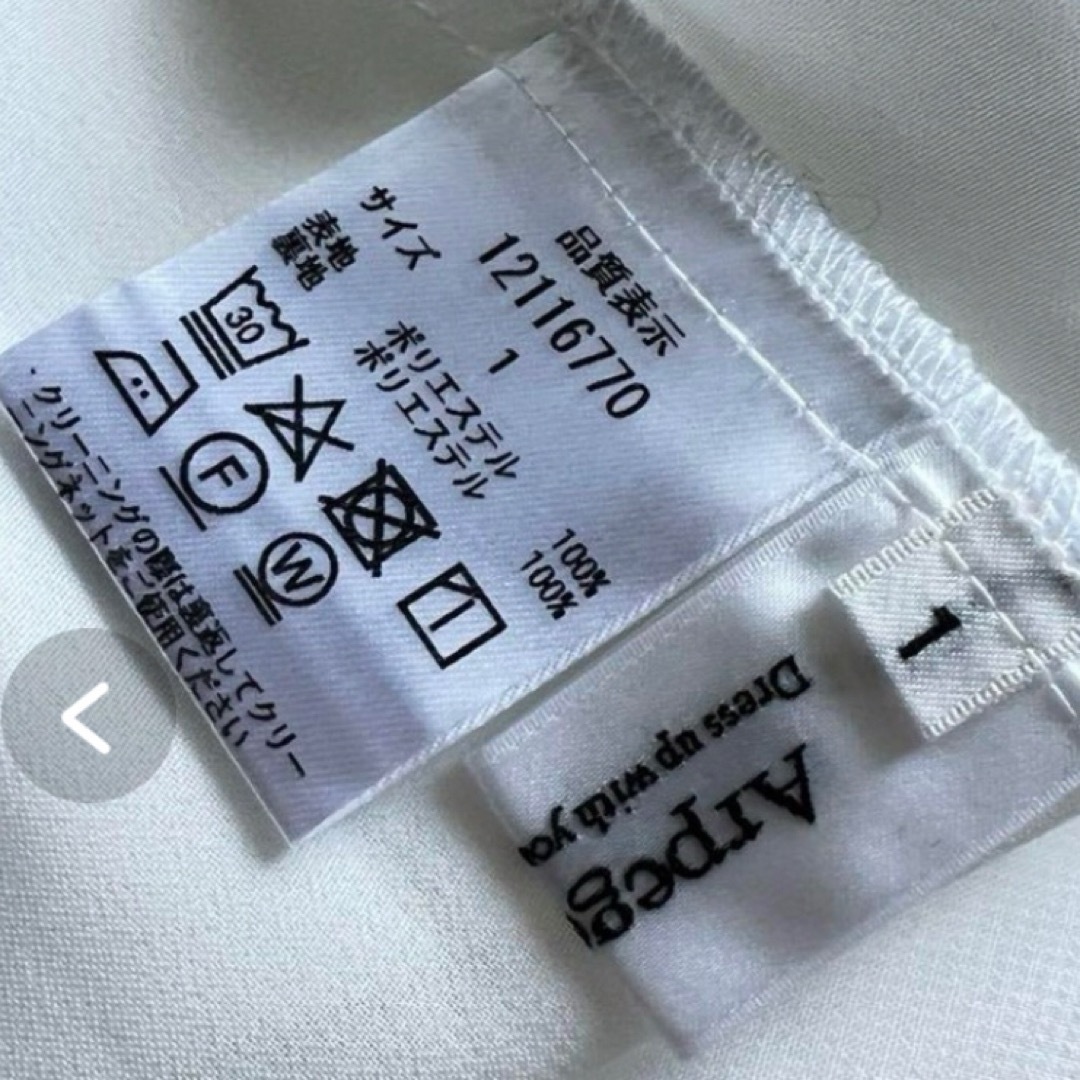 品質表示
12116770
サイズ 1
表地 ポリエステル 100%
裏地 ポリエステル 100%
30
F
W
・クリーニングの際は裏返してクリー
ニングネットをご使用ください
1
Dress up with yo
Arpeg